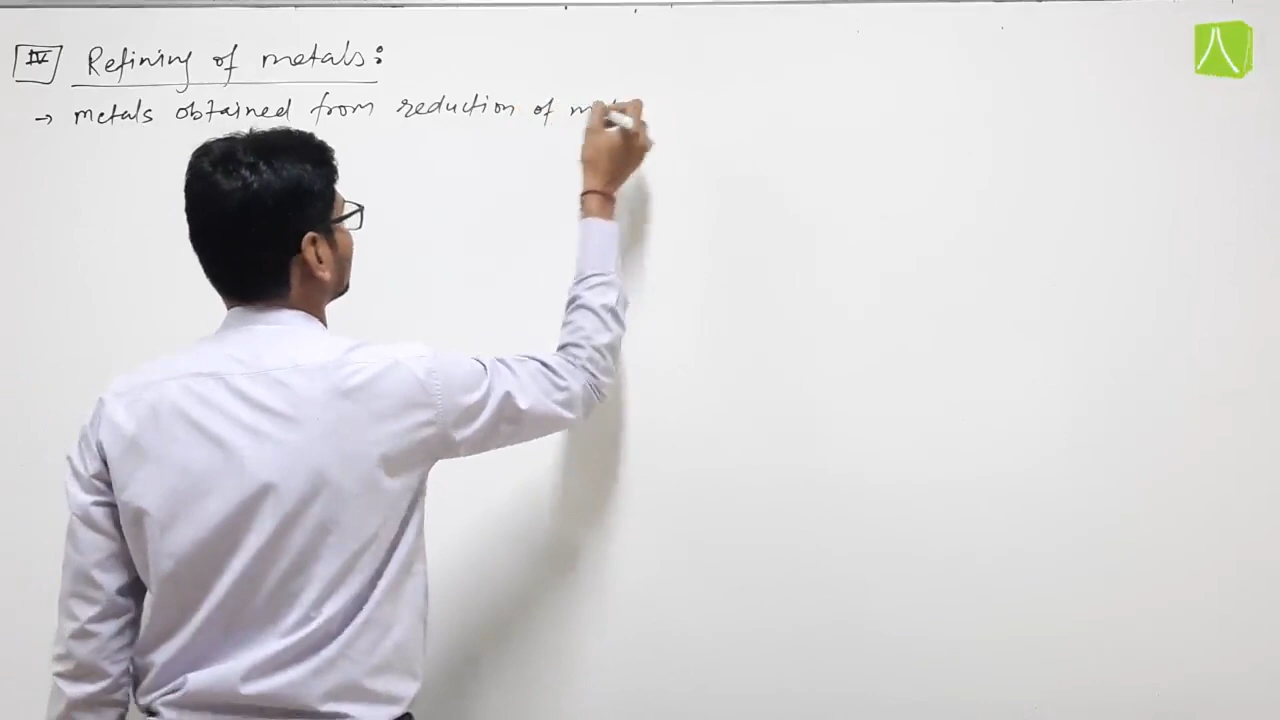 IV Refining of metals:
→ metals obtained from reduction of